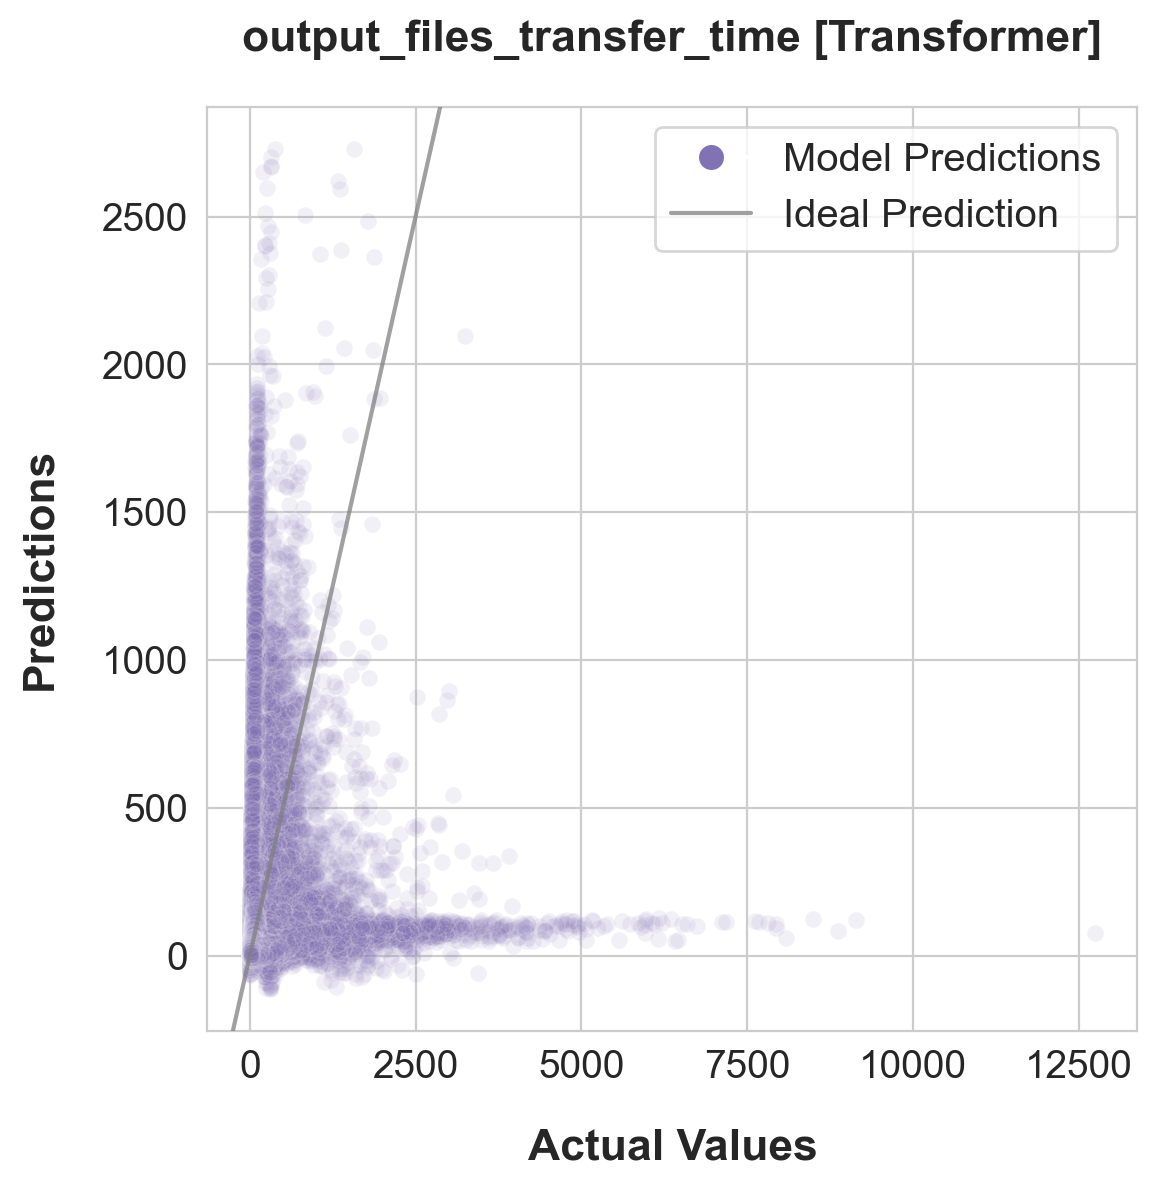 output_files_transfer_time [Transformer]
Model Predictions
Ideal Prediction
2500
2000
1500
1000
500
0
Predictions
0 2500 5000 7500 10000 12500
Actual Values